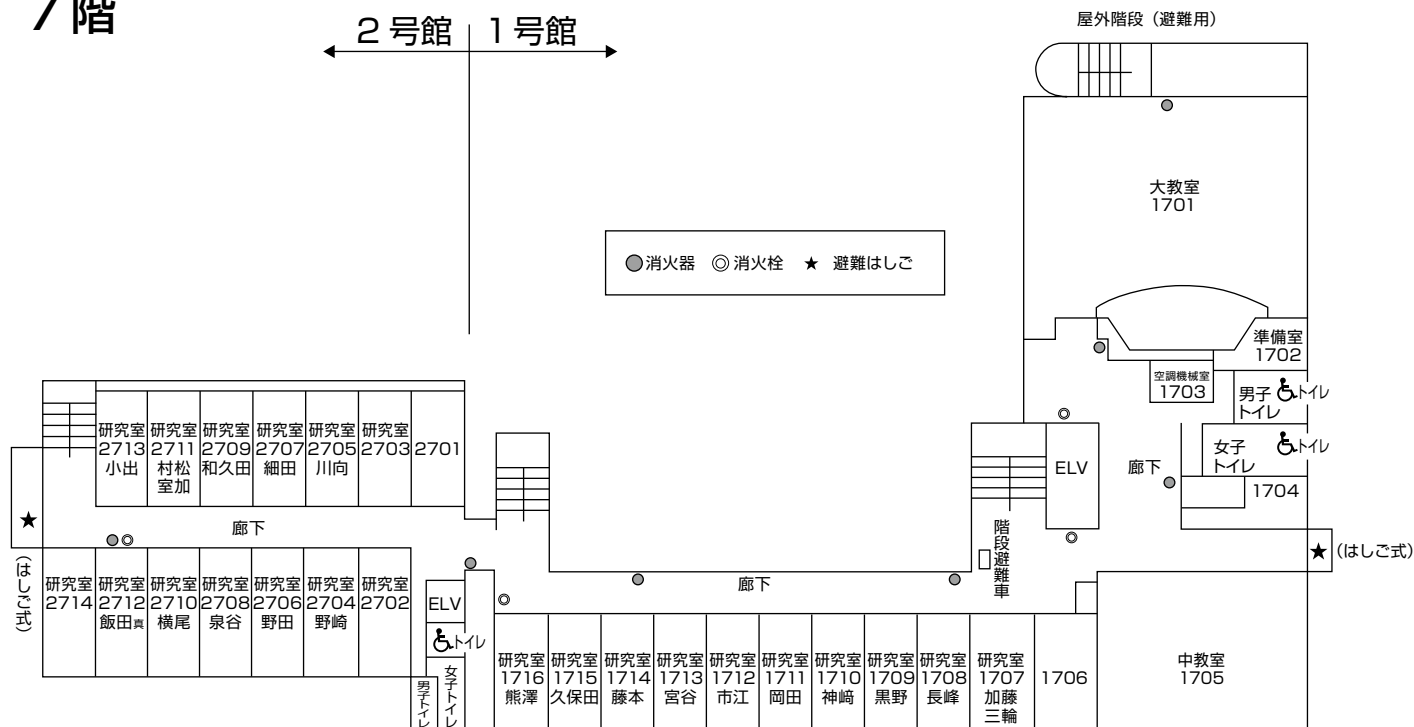 7階
2号館
1号館
屋外階段（避難用）
大教室
1701
消火器
消火栓
★ 避難はしご
準備室
1702
空調機械室
1703
男子
トイレ
トイレ
女子
トイレ
トイレ
1704
ELV
廊下
★
(はしご式)
階段避難車
廊下
研究室
2713
小出
研究室
2711
村松
室加
研究室
2709
和久田
研究室
2707
細田
研究室
2705
川向
研究室
2703
2701
廊下
★
(はしご式)
研究室
2714
研究室
2712
飯田真
研究室
2710
横尾
研究室
2708
泉谷
研究室
2706
野田
研究室
2704
野崎
研究室
2702
ELV
トイレ
男子トイレ
女子トイレ
研究室
1716
熊澤
研究室
1715
久保田
研究室
1714
藤本
研究室
1713
宮谷
研究室
1712
市江
研究室
1711
岡田
研究室
1710
神﨑
研究室
1709
黒野
研究室
1708
長峰
研究室
1707
加藤
三輪
1706
中教室
1705